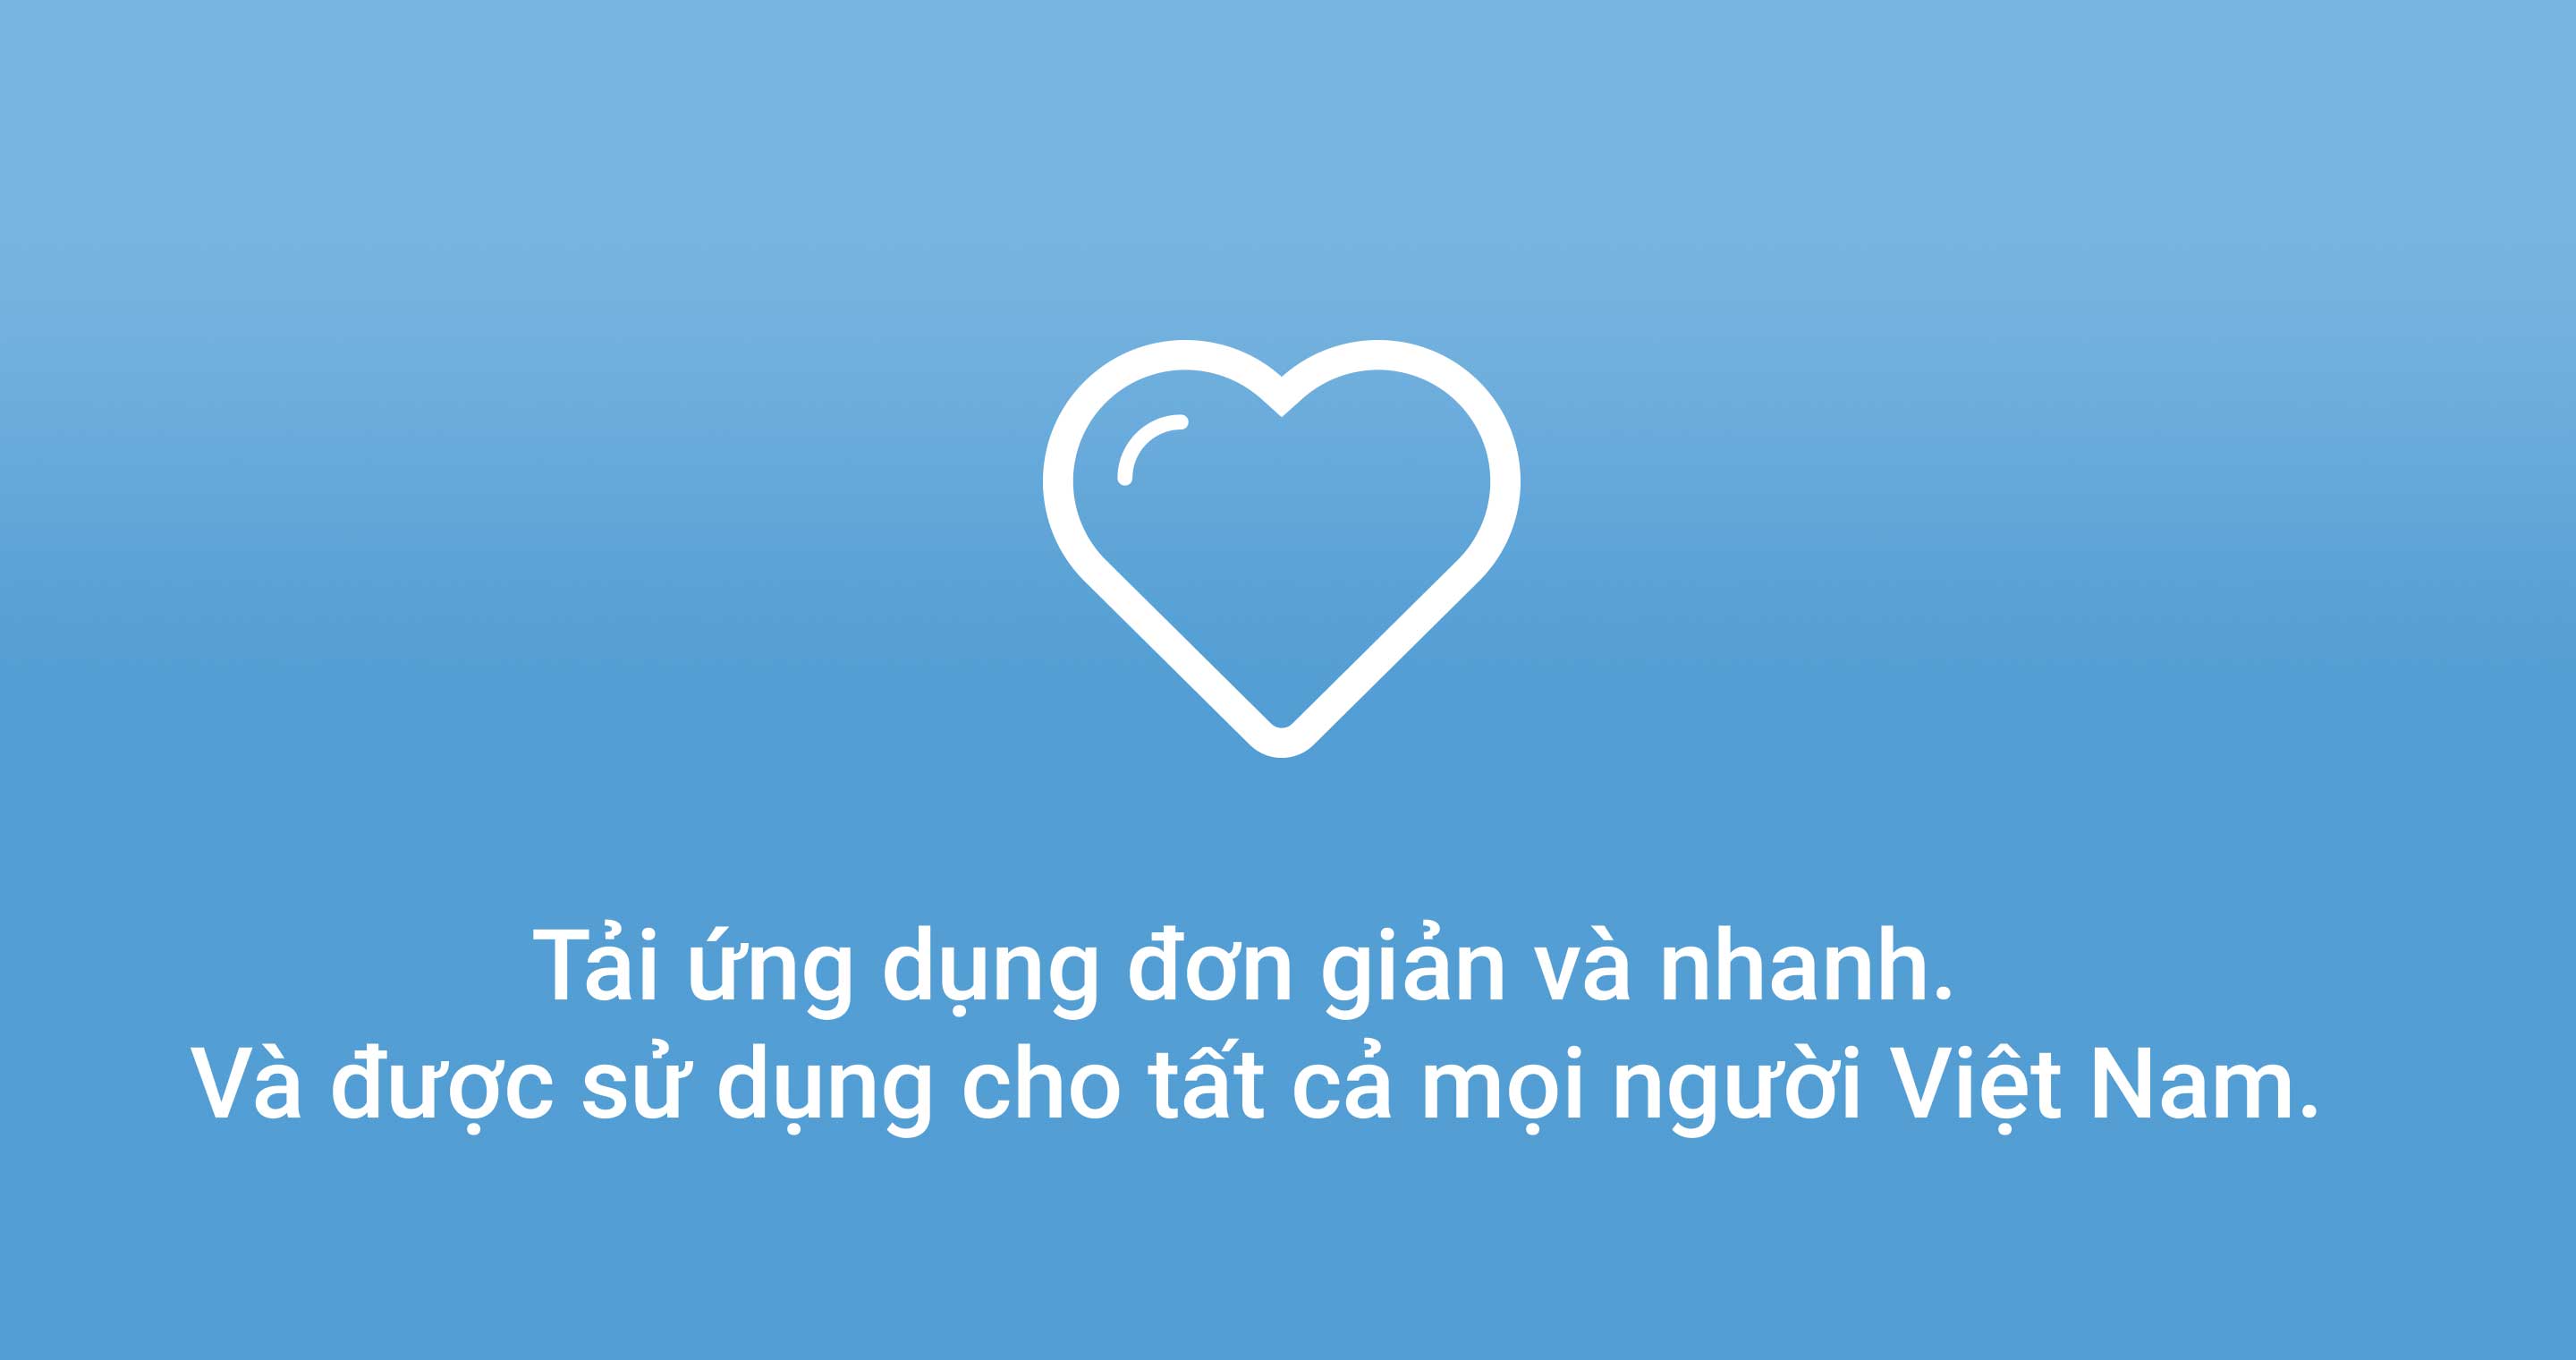 Tải ứng dụng đơn giản và nhanh.
Và được sử dụng cho tất cả mọi người Việt Nam.